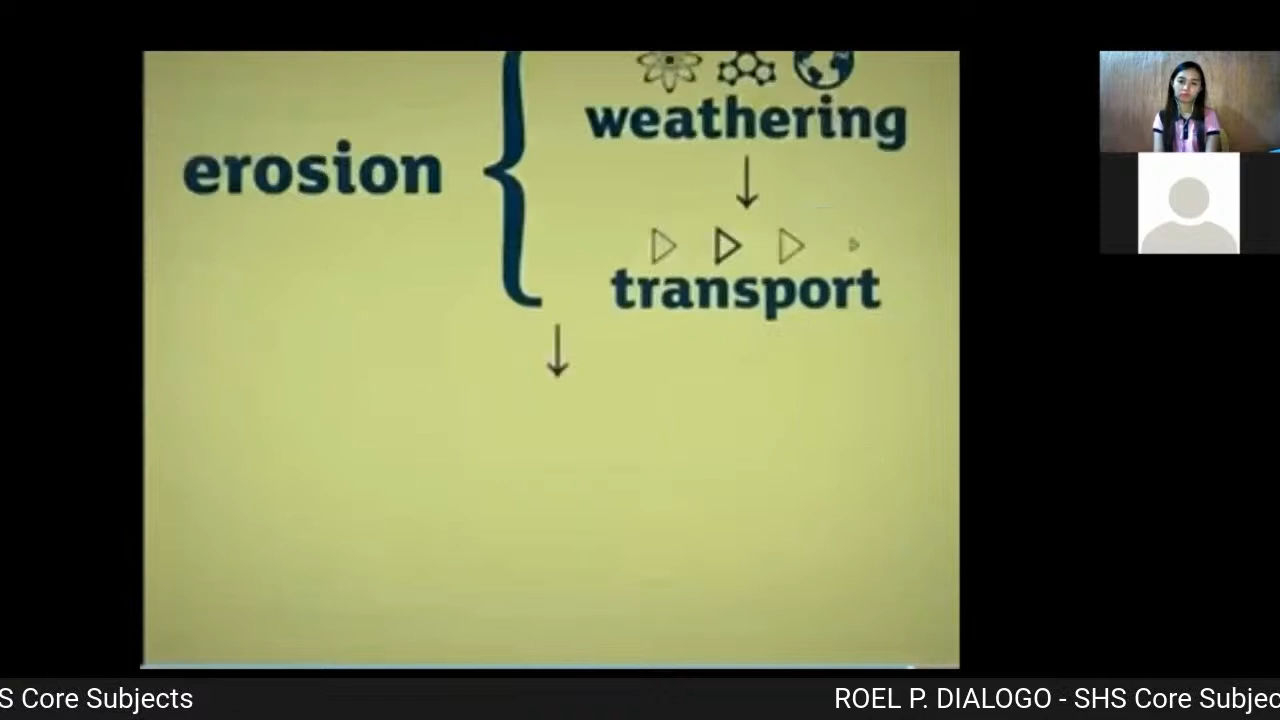 weathering
erosion
transport
S Core Subjects
ROEL P. DIALOGO - SHS Core Subjec